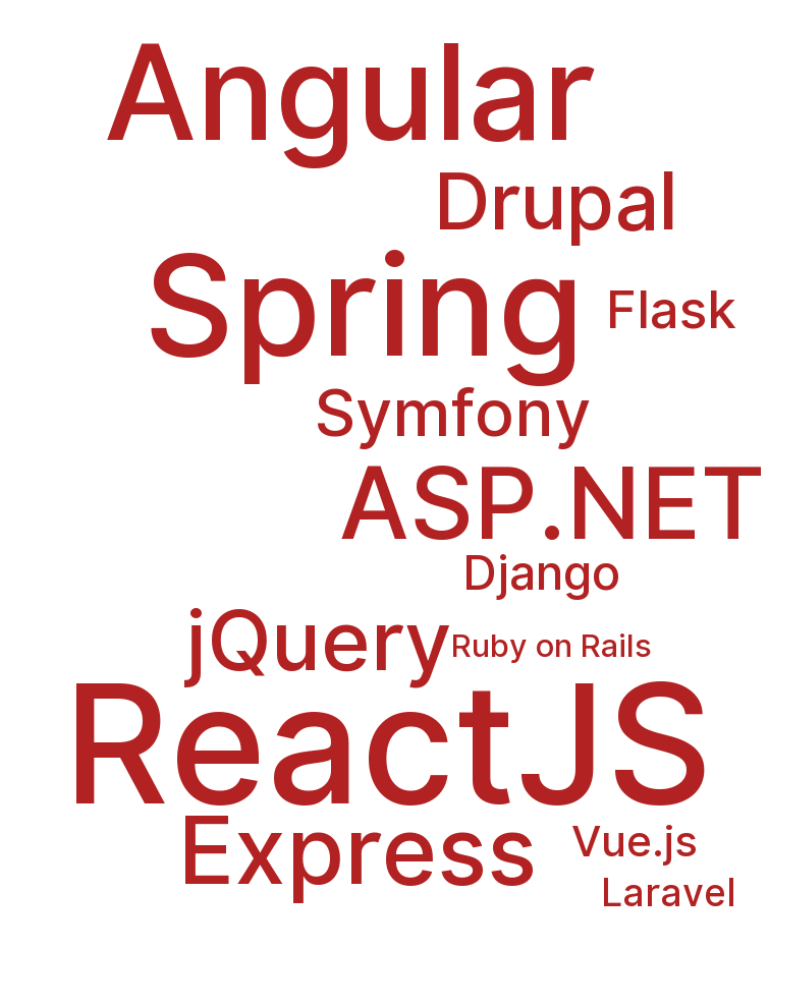 Angular
Drupal
Spring
Flask
Symfony
ASP.NET
Django
jQuery
Ruby on Rails
ReactJS
Express
Vue.js
Laravel